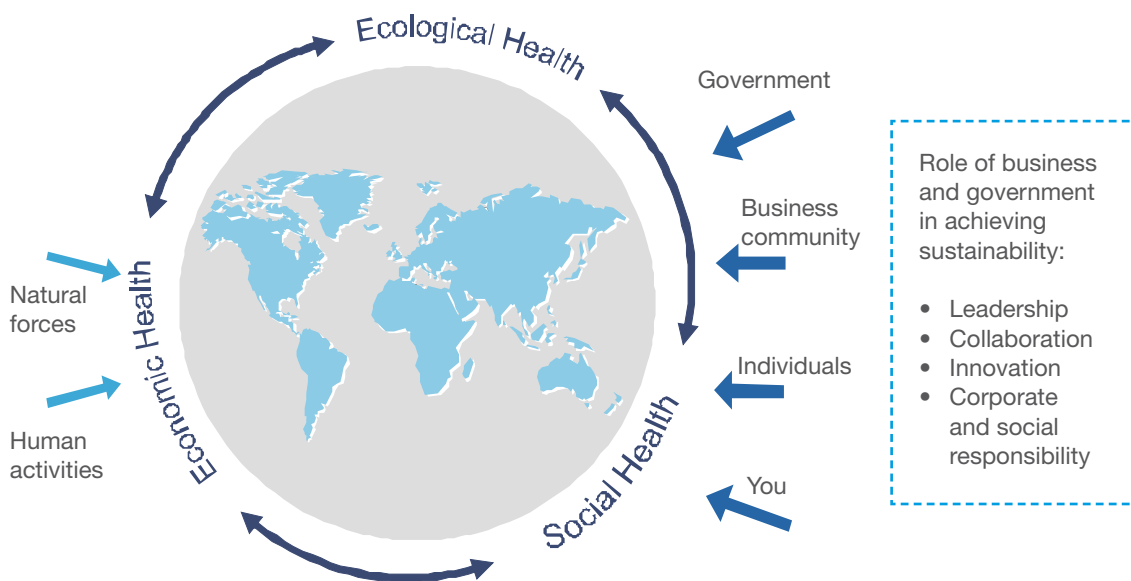 Ecological Health
Government
Business
community
Individuals
You
Natural
forces
Human
activities
Economic Health
Social Health
Role of business
and government
in achieving
sustainability:
• Leadership
• Collaboration
• Innovation
• Corporate
and social
responsibility